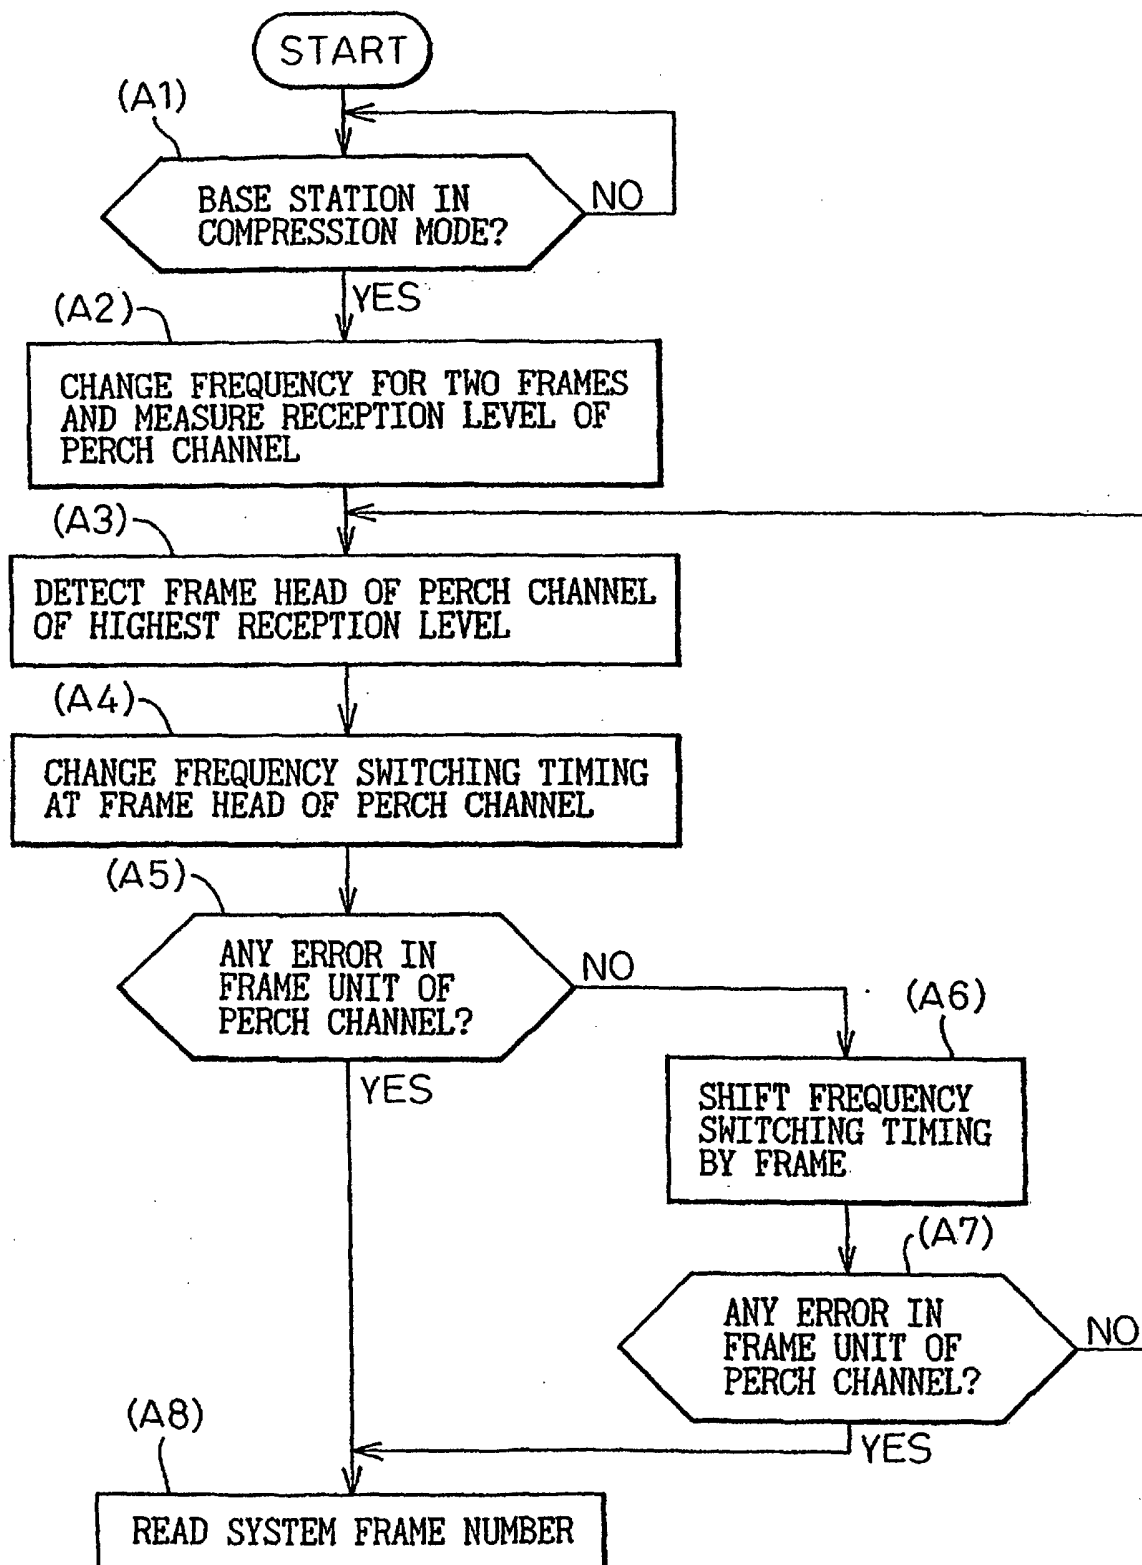 START
(A1)
BASE STATION IN
COMPRESSION MODE?
NO
YES
(A2)
CHANGE FREQUENCY FOR TWO FRAMES
AND MEASURE RECEPTION LEVEL OF
PERCH CHANNEL
(A3)
DETECT FRAME HEAD OF PERCH CHANNEL
OF HIGHEST RECEPTION LEVEL
(A4)
CHANGE FREQUENCY SWITCHING TIMING
AT FRAME HEAD OF PERCH CHANNEL
(A5)
ANY ERROR IN
FRAME UNIT OF
PERCH CHANNEL?
NO
YES
(A6)
SHIFT FREQUENCY
SWITCHING TIMING
BY FRAME
(A7)
ANY ERROR IN
FRAME UNIT OF
PERCH CHANNEL?
NO
YES
(A8)
READ SYSTEM FRAME NUMBER